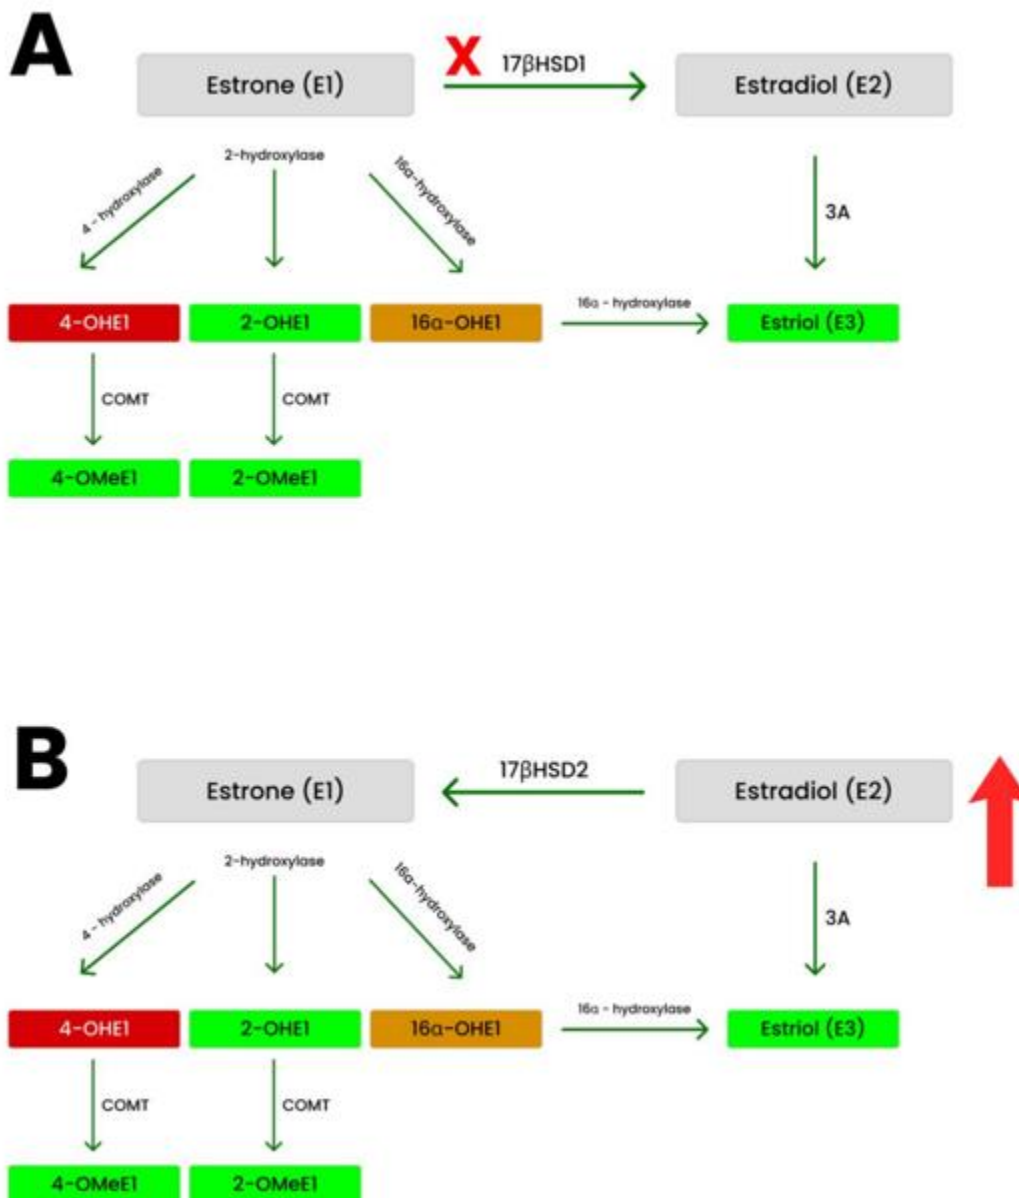 A
X
17βHSD1
Estrone (E1)
Estradiol (E2)
2-hydroxylase
4 - hydroxylase
16α-hydroxylase
3A
16α - hydroxylase
4-OHE1
2-OHE1
16α-OHE1
Estriol (E3)
COMT
COMT
4-OMeE1
2-OMeE1
B
17βHSD2
Estrone (E1)
Estradiol (E2)
2-hydroxylase
4 - hydroxylase
16α-hydroxylase
3A
16α - hydroxylase
4-OHE1
2-OHE1
16α-OHE1
Estriol (E3)
COMT
COMT
4-OMeE1
2-OMeE1